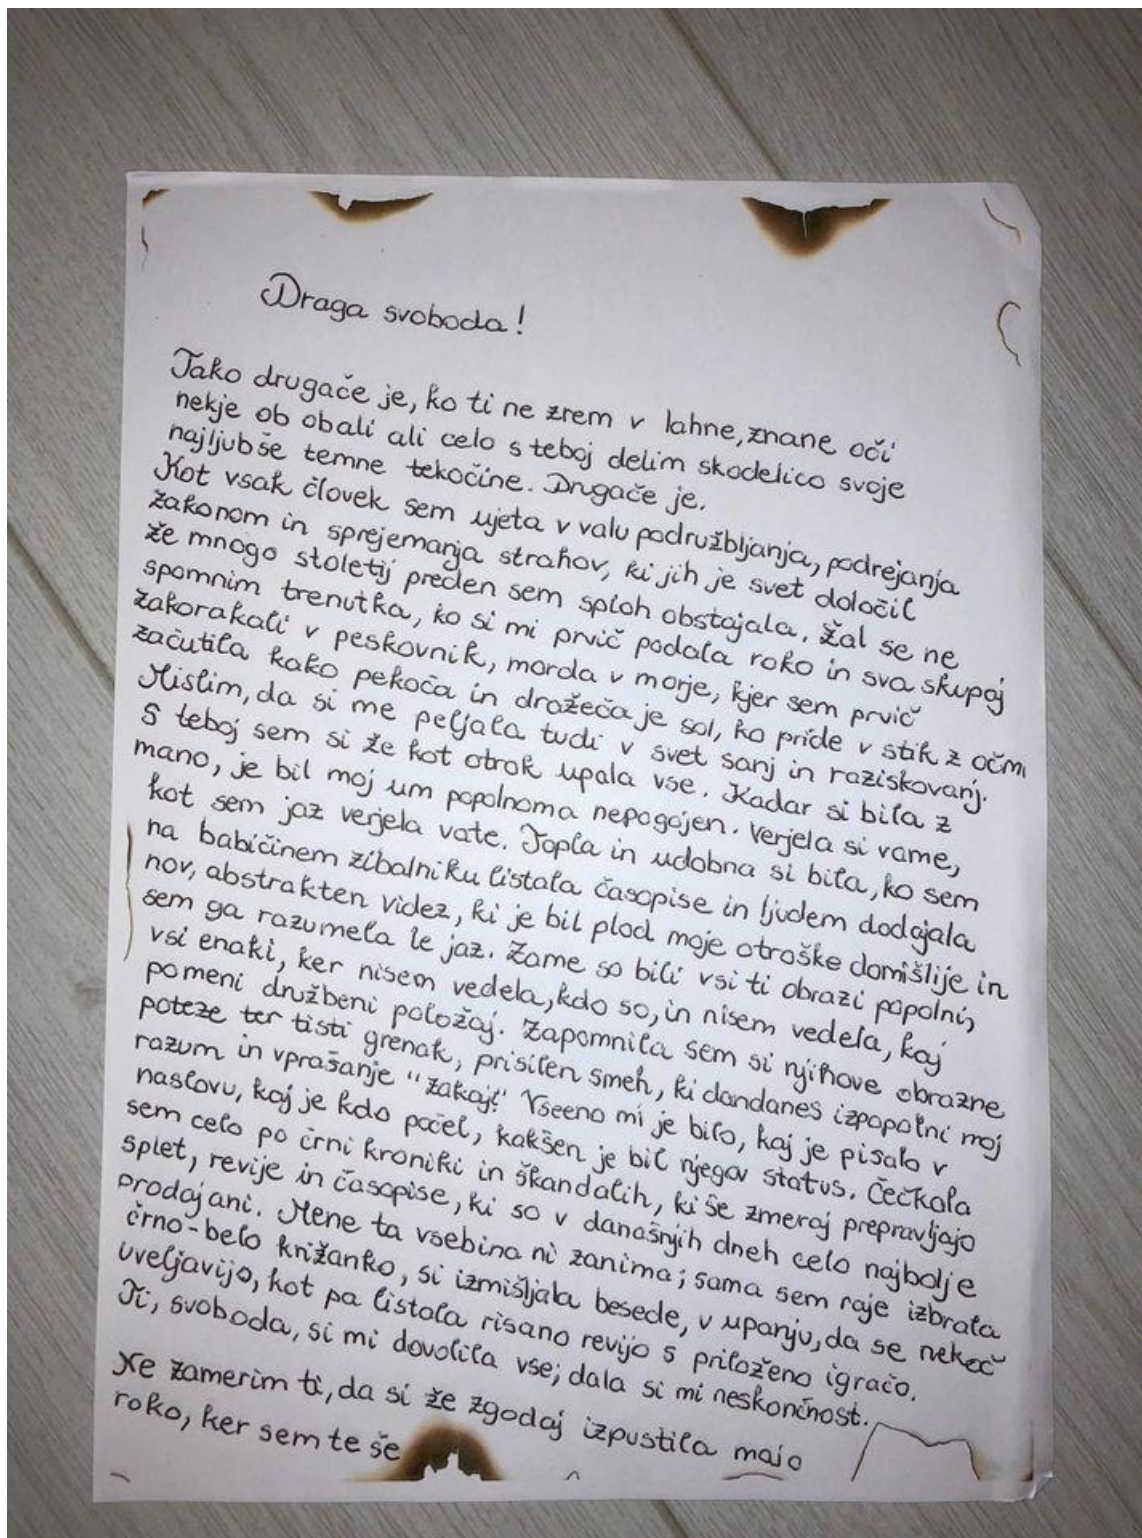 Draga svoboda!
Tako drugače je, ko ti ne zrem v lahne, znane oči
nekje ob obali ali celo s teboj delim skodelico svoje
najljubše temne tekočine. Drugače je.
Kot vsak človek sem ujeta v valu podružbljanja, podrejanja
zakonom in sprejemanja strahov, ki jih je svet določil
že mnogo stoletij preden sem sploh obstajala. Žal se ne
spomnim trenutka, ko si mi prvič podala roko in sva skupaj
zakorakali v peskovnik, morda v morje, kjer sem prvič
začutila kako pekoča in dražeča je sol, ko pride v stik z očmi
Mislim, da si me peljala tudi v svet sanj in raziskovanj.
S teboj sem si že kot otrok upala vse. Kadar si bila z
mano, je bil moj um popolnoma nepogojen. Verjela si vame,
kot sem jaz verjela vate. Topla in udobna si bila, ko sem
na babičinem zibalniku listala časopise in ljudem dodajala
nov, abstrakten videz, ki je bil plod moje otroške domišlije in
sem ga razumela le jaz. Zame so bili vsi ti obrazi popolni,
vsi enaki, ker nisem vedela, kdo so, in nisem vedela, kaj
pomeni družbeni položaj. Zapomnila sem si njihove obrazne
poteze ter tisti grenak, prisilen smeh, ki dandanes izpopolni moj
razum in vprašanje "zakaj?" Vseeno mi je bilo, kaj je pisalo v
naslovu, kaj je kdo počel, kakšen je bil njegov status. Čečkala
sem celo po črni kroniki in škandalih, ki še zmeraj prepravljajo
splet, revije in časopise, ki so v današnjih dneh celo najbolje
prodajani. Mene ta vsebina ni zanima; sama sem raje izbrala
črno-belo križanko, si izmišljala besede, v upanju, da se nekoč
uveljavijo, kot pa listala risano revijo s priloženo igračo.
Ti, svoboda, si mi dovolila vse; dala si mi neskončnost.
Ne zamerim ti, da si že zgodaj izpustila majo
roko, ker sem te še